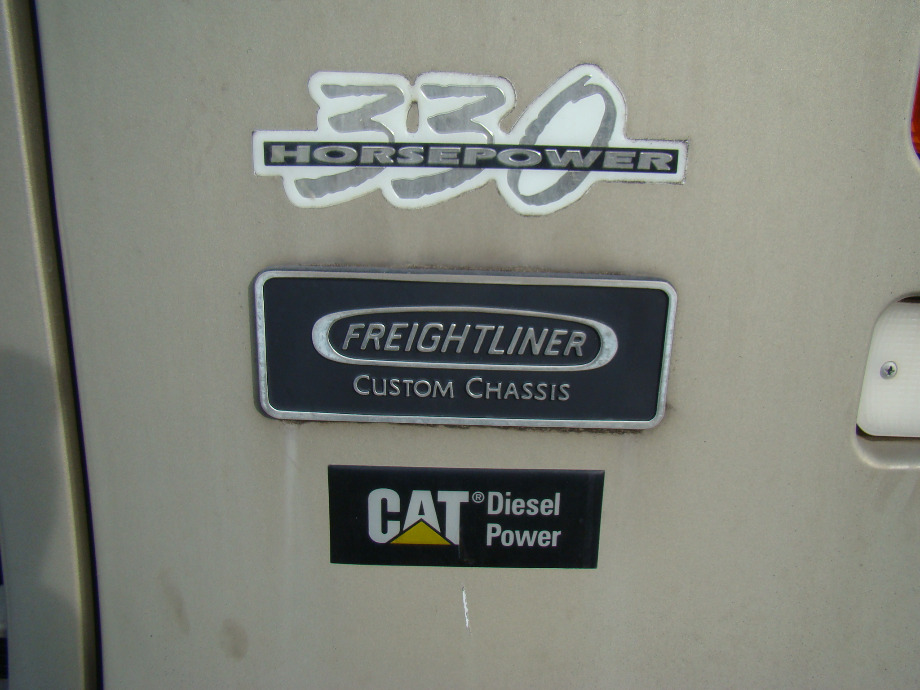 330
HORSEPOWER
FREIGHTLINER
CUSTOM CHASSIS
CAT® Diesel
Power